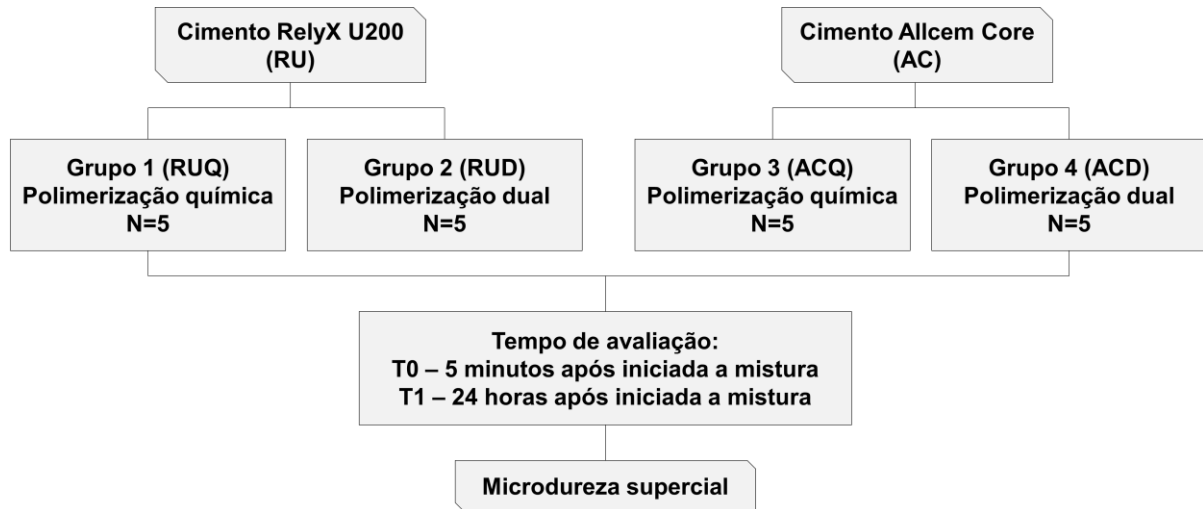 Cimento RelyX U200
(RU)
Cimento Allcem Core
(AC)
Grupo 1 (RUQ)
Polimerização química
N=5
Grupo 2 (RUD)
Polimerização dual
N=5
Grupo 3 (ACQ)
Polimerização química
N=5
Grupo 4 (ACD)
Polimerização dual
N=5
Tempo de avaliação:
T0 – 5 minutos após iniciada a mistura
T1 – 24 horas após iniciada a mistura
Microdureza supercial